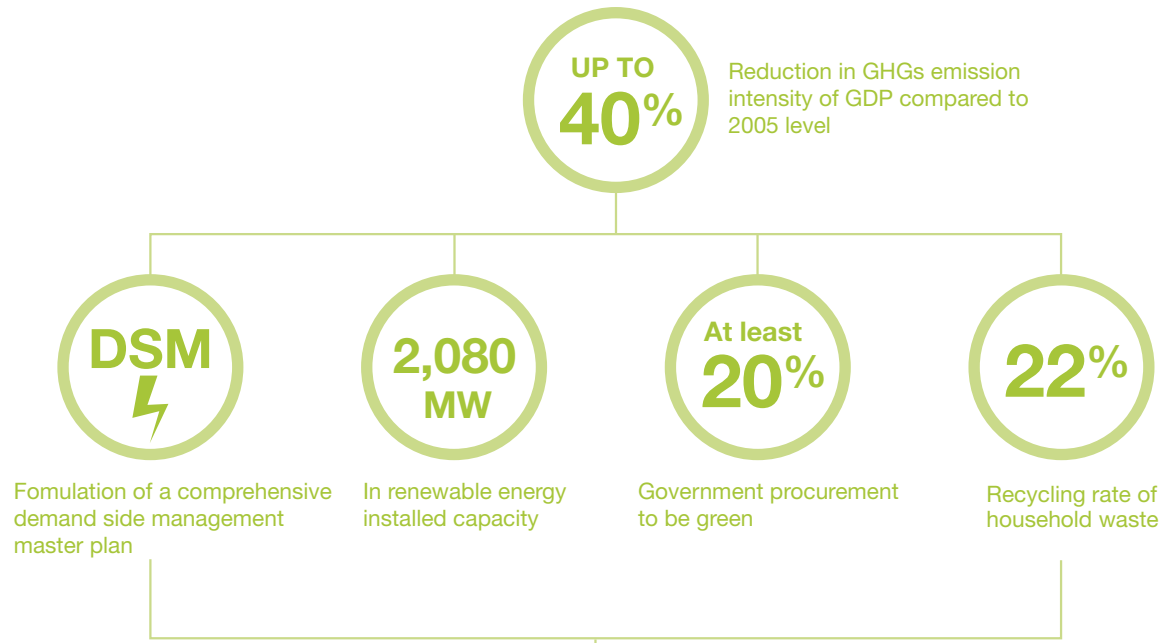 UP TO
40%
Reduction in GHGs emission
intensity of GDP compared to
2005 level
DSM
Fomulation of a comprehensive
demand side management
master plan
2,080
MW
In renewable energy
installed capacity
At least
20%
Government procurement
to be green
22%
Recycling rate of
household waste